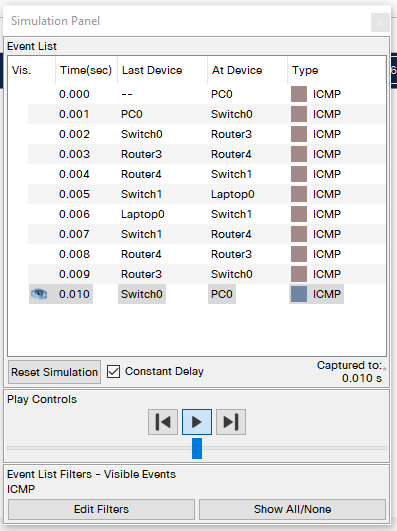 Simulation Panel
Event List
Vis. Time(sec) Last Device At Device Type
0.000 -- PC0 ICMP
0.001 PC0 Switch0 ICMP
0.002 Switch0 Router3 ICMP
0.003 Router3 Router4 ICMP
0.004 Router4 Switch1 ICMP
0.005 Switch1 Laptop0 ICMP
0.006 Laptop0 Switch1 ICMP
0.007 Switch1 Router4 ICMP
0.008 Router4 Router3 ICMP
0.009 Router3 Switch0 ICMP
0.010 Switch0 PC0 ICMP
Reset Simulation Constant Delay Captured to:
0.010 s
Play Controls
Event List Filters - Visible Events
ICMP
Edit Filters Show All/None